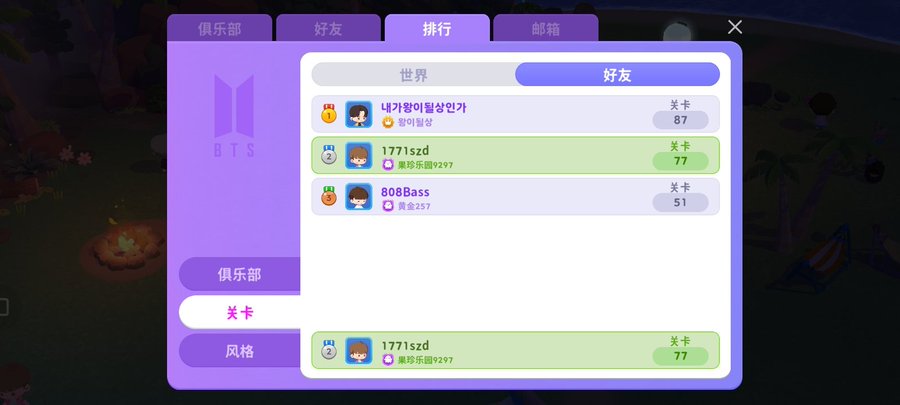 俱乐部
好友
排行
邮箱
世界
好友
BTS
1
내가왕이될상인가
왕이될상
关卡
87
2
1771szd
果珍乐园9297
关卡
77
3
808Bass
黄金257
关卡
51
俱乐部
关卡
风格
2
1771szd
果珍乐园9297
关卡
77